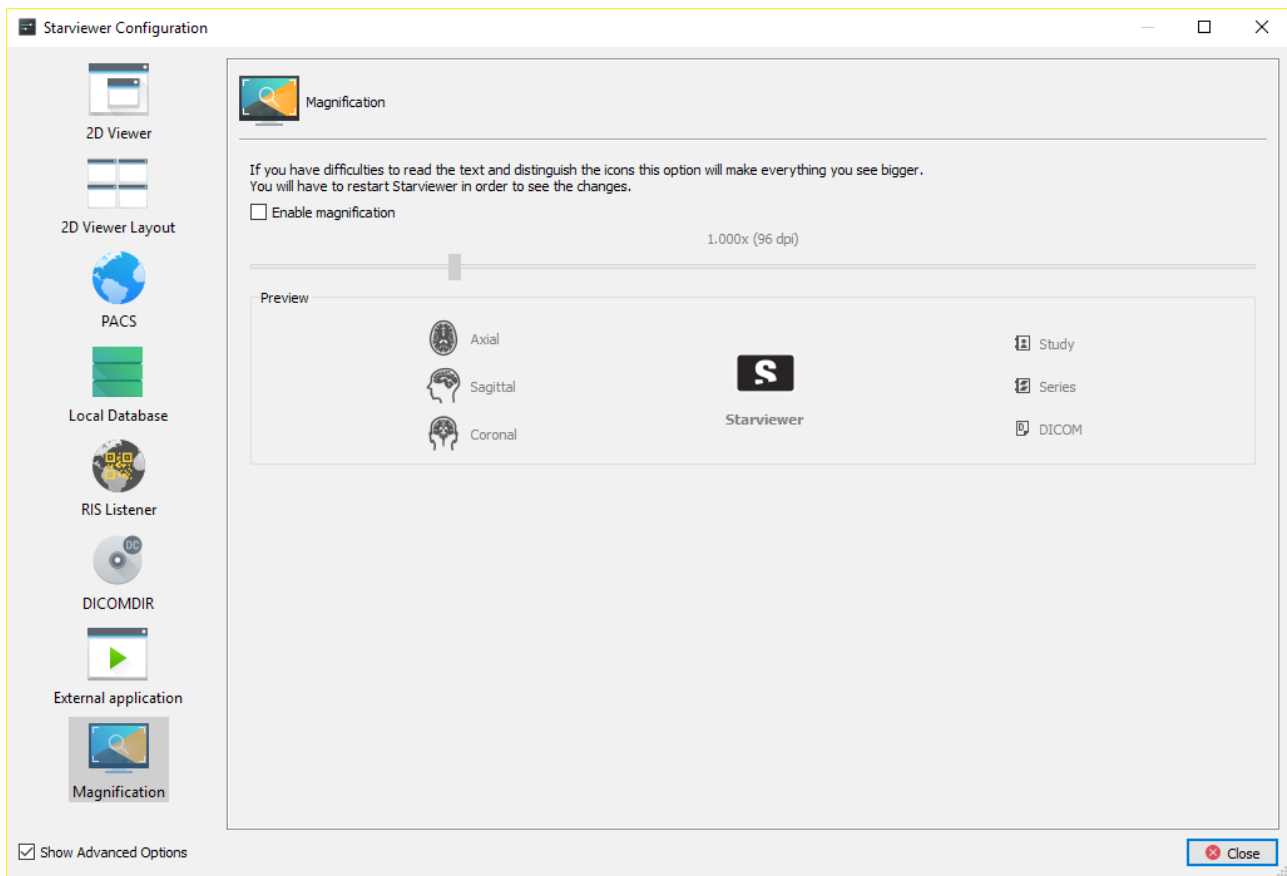 Starviewer Configuration
2D Viewer
2D Viewer Layout
PACS
Local Database
RIS Listener
DC
DICOMDIR
External application
Magnification
Magnification
If you have difficulties to read the text and distinguish the icons this option will make everything you see bigger.
You will have to restart Starviewer in order to see the changes.
Enable magnification
1.000x (96 dpi)
Preview
Axial
Sagittal
Coronal
S
Starviewer
Study
Series
D
DICOM
Show Advanced Options
Close